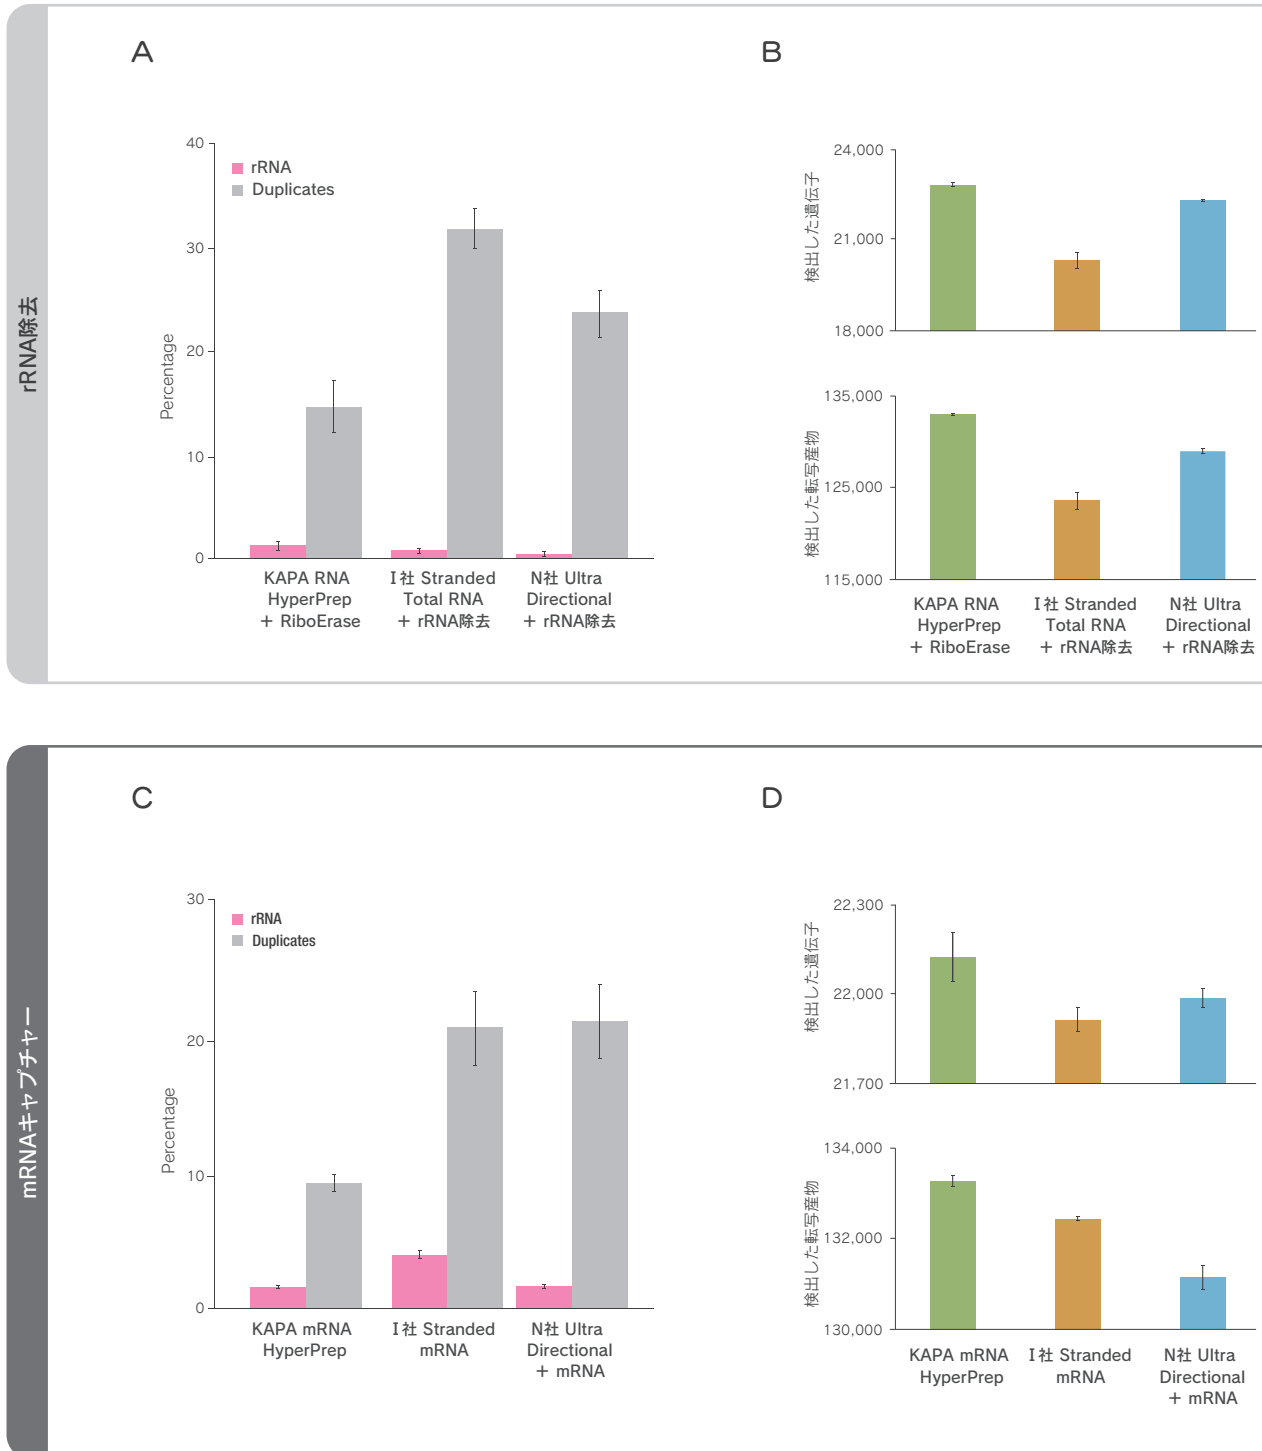 rRNA除去
A
40
30
20
10
0
Percentage
rRNA
Duplicates
KAPA RNA
HyperPrep
+ RiboErase
I社 Stranded
Total RNA
+ rRNA除去
N社 Ultra
Directional
+ rRNA除去
B
24,000
21,000
18,000
検出した遺伝子
135,000
125,000
115,000
検出した転写産物
KAPA RNA
HyperPrep
+ RiboErase
I社 Stranded
Total RNA
+ rRNA除去
N社 Ultra
Directional
+ rRNA除去
mRNAキャプチャー
C
30
20
10
0
Percentage
rRNA
Duplicates
KAPA mRNA
HyperPrep
I社 Stranded
mRNA
N社 Ultra
Directional
+ mRNA
D
22,300
22,000
21,700
検出した遺伝子
134,000
132,000
130,000
検出した転写産物
KAPA mRNA
HyperPrep
I社 Stranded
mRNA
N社 Ultra
Directional
+ mRNA